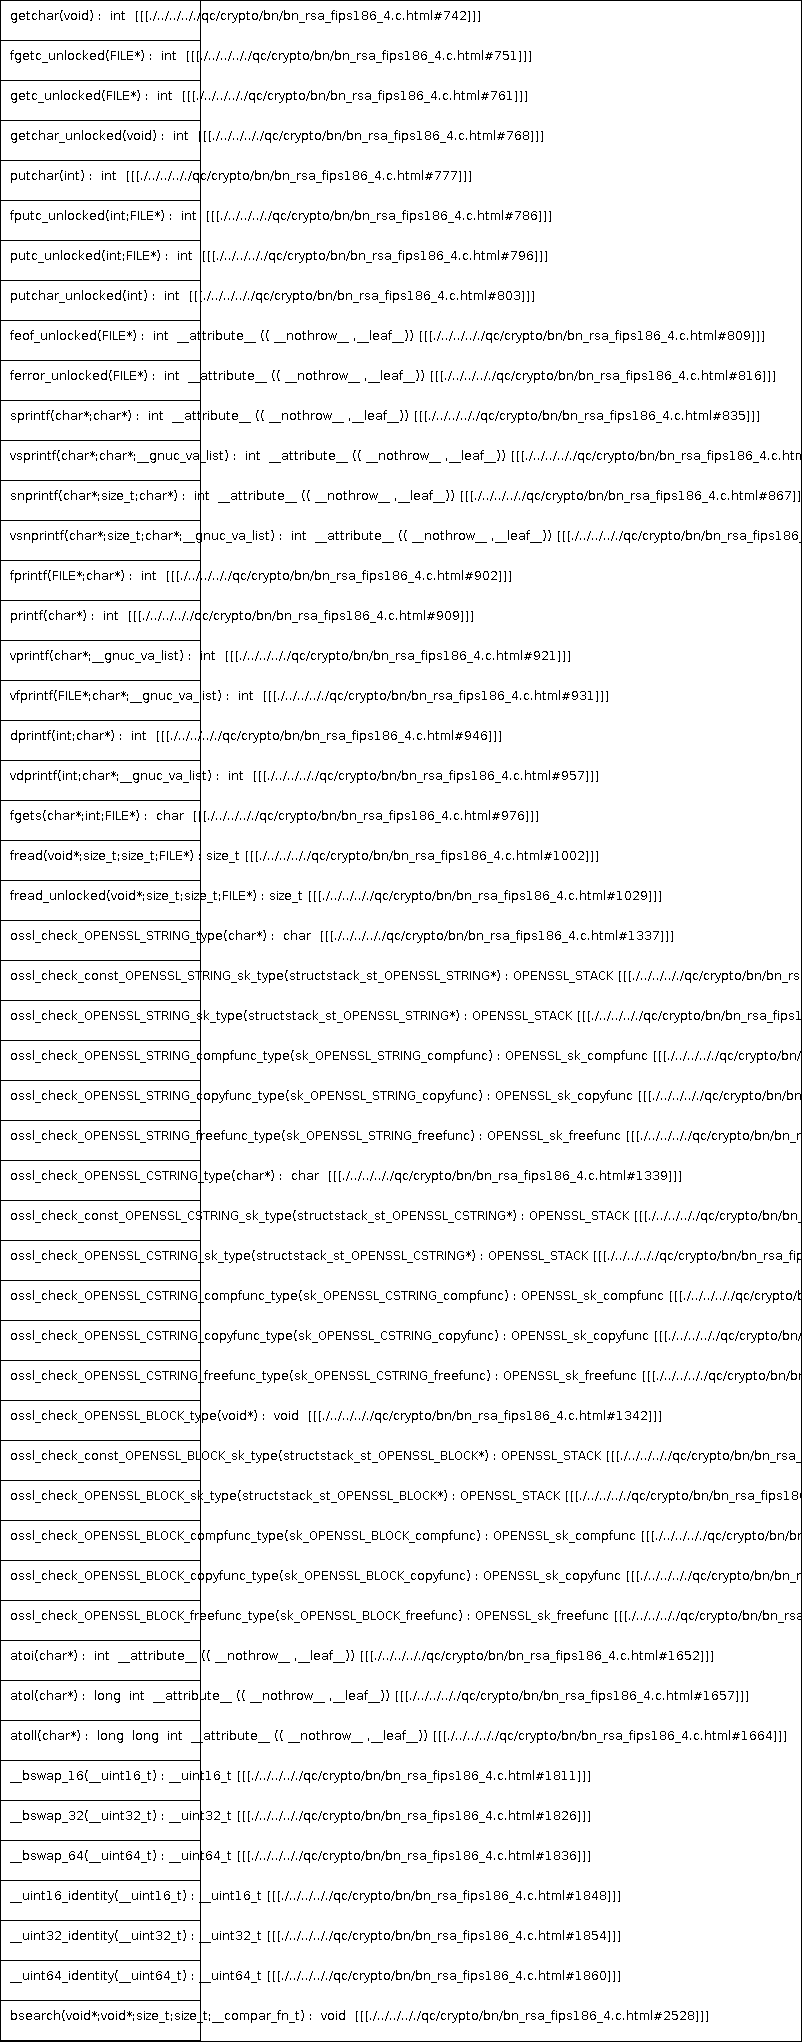 getchar(void) : int [[[./../../../qc/crypto/bn/bn_rsa_fips186_4.c.html#742]]]
fgetc_unlocked(FILE*) : int [[[./../../../qc/crypto/bn/bn_rsa_fips186_4.c.html#751]]]
getc_unlocked(FILE*) : int [[[./../../../qc/crypto/bn/bn_rsa_fips186_4.c.html#761]]]
getchar_unlocked(void) : int [[[./../../../qc/crypto/bn/bn_rsa_fips186_4.c.html#768]]]
putchar(int) : int [[[./../../../qc/crypto/bn/bn_rsa_fips186_4.c.html#777]]]
fputc_unlocked(int;FILE*) : int [[[./../../../qc/crypto/bn/bn_rsa_fips186_4.c.html#786]]]
putc_unlocked(int;FILE*) : int [[[./../../../qc/crypto/bn/bn_rsa_fips186_4.c.html#796]]]
putchar_unlocked(int) : int [[[./../../../qc/crypto/bn/bn_rsa_fips186_4.c.html#803]]]
feof_unlocked(FILE*) : int __attribute__ (( __nothrow__ ,__leaf__)) [[[./../../../qc/crypto/bn/bn_rsa_fips186_4.c.html#809]]]
ferror_unlocked(FILE*) : int __attribute__ (( __nothrow__ ,__leaf__)) [[[./../../../qc/crypto/bn/bn_rsa_fips186_4.c.html#816]]]
sprintf(char*;char*) : int __attribute__ (( __nothrow__ ,__leaf__)) [[[./../../../qc/crypto/bn/bn_rsa_fips186_4.c.html#835]]]
vsprintf(char*;char*;__gnuc_va_list) : int __attribute__ (( __nothrow__ ,__leaf__)) [[[./../../../qc/crypto/bn/bn_rsa_fips186_4.c.htm
snprintf(char*;size_t;char*) : int __attribute__ (( __nothrow__ ,__leaf__)) [[[./../../../qc/crypto/bn/bn_rsa_fips186_4.c.html#867]]
vsnprintf(char*;size_t;char*;__gnuc_va_list) : int __attribute__ (( __nothrow__ ,__leaf__)) [[[./../../../qc/crypto/bn/bn_rsa_fips186_
fprintf(FILE*;char*) : int [[[./../../../qc/crypto/bn/bn_rsa_fips186_4.c.html#902]]]
printf(char*) : int [[[./../../../qc/crypto/bn/bn_rsa_fips186_4.c.html#909]]]
vprintf(char*;__gnuc_va_list) : int [[[./../../../qc/crypto/bn/bn_rsa_fips186_4.c.html#921]]]
vfprintf(FILE*;char*;__gnuc_va_list) : int [[[./../../../qc/crypto/bn/bn_rsa_fips186_4.c.html#931]]]
dprintf(int;char*) : int [[[./../../../qc/crypto/bn/bn_rsa_fips186_4.c.html#946]]]
vdprintf(int;char*;__gnuc_va_list) : int [[[./../../../qc/crypto/bn/bn_rsa_fips186_4.c.html#957]]]
fgets(char*;int;FILE*) : char [[[./../../../qc/crypto/bn/bn_rsa_fips186_4.c.html#976]]]
fread(void*;size_t;size_t;FILE*) : size_t [[[./../../../qc/crypto/bn/bn_rsa_fips186_4.c.html#1002]]]
fread_unlocked(void*;size_t;size_t;FILE*) : size_t [[[./../../../qc/crypto/bn/bn_rsa_fips186_4.c.html#1029]]]
ossl_check_OPENSSL_STRING_type(char*) : char [[[./../../../qc/crypto/bn/bn_rsa_fips186_4.c.html#1337]]]
ossl_check_const_OPENSSL_STRING_sk_type(structstack_st_OPENSSL_STRING*) : OPENSSL_STACK [[[./../../../qc/crypto/bn/bn_rs
ossl_check_OPENSSL_STRING_sk_type(structstack_st_OPENSSL_STRING*) : OPENSSL_STACK [[[./../../../qc/crypto/bn/bn_rsa_fips1
ossl_check_OPENSSL_STRING_compfunc_type(sk_OPENSSL_STRING_compfunc) : OPENSSL_sk_compfunc [[[./../../../qc/crypto/bn/
ossl_check_OPENSSL_STRING_copyfunc_type(sk_OPENSSL_STRING_copyfunc) : OPENSSL_sk_copyfunc [[[./../../../qc/crypto/bn/bn
ossl_check_OPENSSL_STRING_freefunc_type(sk_OPENSSL_STRING_freefunc) : OPENSSL_sk_freefunc [[[./../../../qc/crypto/bn/bn_r
ossl_check_OPENSSL_CSTRING_type(char*) : char [[[./../../../qc/crypto/bn/bn_rsa_fips186_4.c.html#1339]]]
ossl_check_const_OPENSSL_CSTRING_sk_type(structstack_st_OPENSSL_CSTRING*) : OPENSSL_STACK [[[./../../../qc/crypto/bn/bn_
ossl_check_OPENSSL_CSTRING_sk_type(structstack_st_OPENSSL_CSTRING*) : OPENSSL_STACK [[[./../../../qc/crypto/bn/bn_rsa_fip
ossl_check_OPENSSL_CSTRING_compfunc_type(sk_OPENSSL_CSTRING_compfunc) : OPENSSL_sk_compfunc [[[./../../../qc/crypto/b
ossl_check_OPENSSL_CSTRING_copyfunc_type(sk_OPENSSL_CSTRING_copyfunc) : OPENSSL_sk_copyfunc [[[./../../../qc/crypto/bn/
ossl_check_OPENSSL_CSTRING_freefunc_type(sk_OPENSSL_CSTRING_freefunc) : OPENSSL_sk_freefunc [[[./../../../qc/crypto/bn/bn
ossl_check_OPENSSL_BLOCK_type(void*) : void [[[./../../../qc/crypto/bn/bn_rsa_fips186_4.c.html#1342]]]
ossl_check_const_OPENSSL_BLOCK_sk_type(structstack_st_OPENSSL_BLOCK*) : OPENSSL_STACK [[[./../../../qc/crypto/bn/bn_rsa_
ossl_check_OPENSSL_BLOCK_sk_type(structstack_st_OPENSSL_BLOCK*) : OPENSSL_STACK [[[./../../../qc/crypto/bn/bn_rsa_fips18
ossl_check_OPENSSL_BLOCK_compfunc_type(sk_OPENSSL_BLOCK_compfunc) : OPENSSL_sk_compfunc [[[./../../../qc/crypto/bn/bn
ossl_check_OPENSSL_BLOCK_copyfunc_type(sk_OPENSSL_BLOCK_copyfunc) : OPENSSL_sk_copyfunc [[[./../../../qc/crypto/bn/bn_r
ossl_check_OPENSSL_BLOCK_freefunc_type(sk_OPENSSL_BLOCK_freefunc) : OPENSSL_sk_freefunc [[[./../../../qc/crypto/bn/bn_rsa
atoi(char*) : int __attribute__ (( __nothrow__ ,__leaf__)) [[[./../../../qc/crypto/bn/bn_rsa_fips186_4.c.html#1652]]]
atol(char*) : long int __attribute__ (( __nothrow__ ,__leaf__)) [[[./../../../qc/crypto/bn/bn_rsa_fips186_4.c.html#1657]]]
atoll(char*) : long long int __attribute__ (( __nothrow__ ,__leaf__)) [[[./../../../qc/crypto/bn/bn_rsa_fips186_4.c.html#1664]]]
__bswap_16(__uint16_t) : __uint16_t [[[./../../../qc/crypto/bn/bn_rsa_fips186_4.c.html#1811]]]
__bswap_32(__uint32_t) : __uint32_t [[[./../../../qc/crypto/bn/bn_rsa_fips186_4.c.html#1826]]]
__bswap_64(__uint64_t) : __uint64_t [[[./../../../qc/crypto/bn/bn_rsa_fips186_4.c.html#1836]]]
__uint16_identity(__uint16_t) : __uint16_t [[[./../../../qc/crypto/bn/bn_rsa_fips186_4.c.html#1848]]]
__uint32_identity(__uint32_t) : __uint32_t [[[./../../../qc/crypto/bn/bn_rsa_fips186_4.c.html#1854]]]
__uint64_identity(__uint64_t) : __uint64_t [[[./../../../qc/crypto/bn/bn_rsa_fips186_4.c.html#1860]]]
bsearch(void*;void*;size_t;size_t;__compar_fn_t) : void [[[./../../../qc/crypto/bn/bn_rsa_fips186_4.c.html#2528]]]